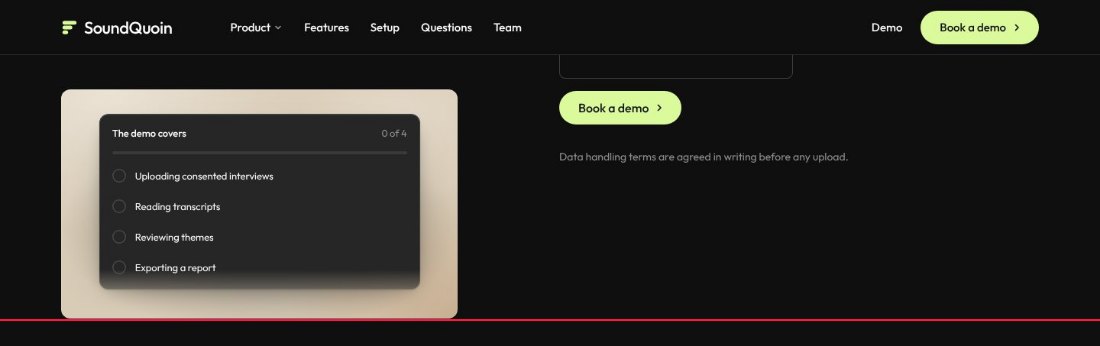 SoundQuoin
Product
Features
Setup
Questions
Team
Demo
Book a demo
The demo covers
0 of 4
Uploading consented interviews
Reading transcripts
Reviewing themes
Exporting a report
Book a demo
Data handling terms are agreed in writing before any upload.